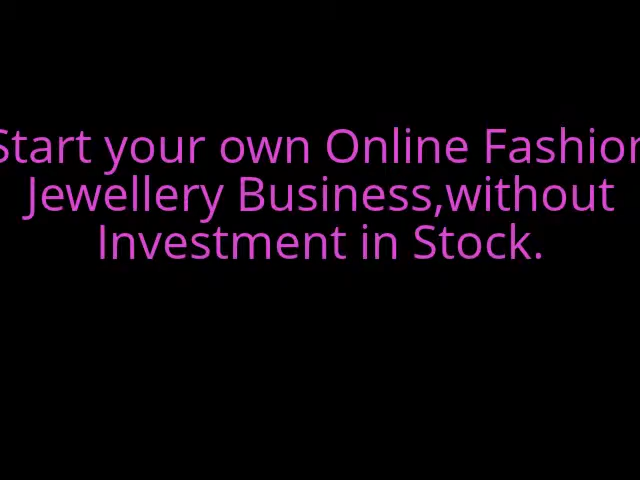 Start your own Online Fashion
Jewellery Business,without
Investment in Stock.